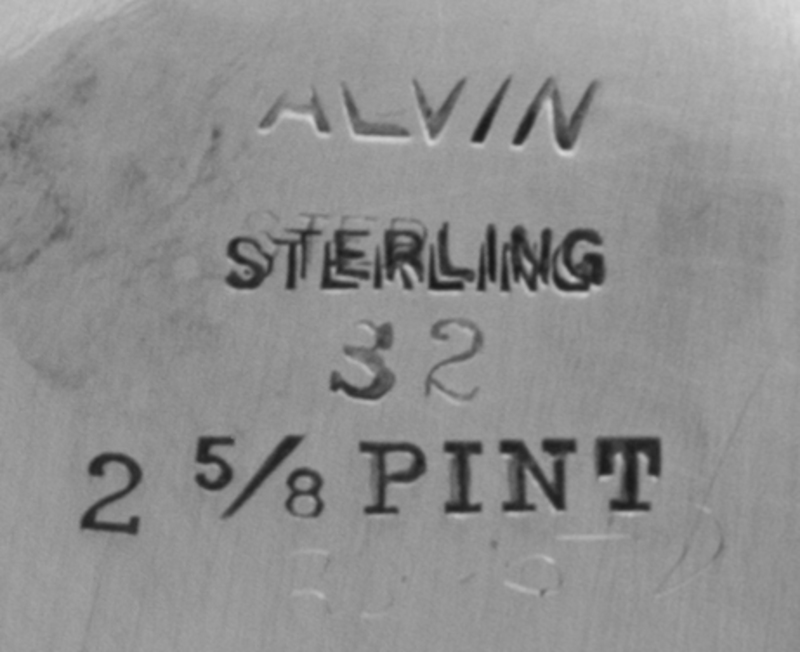 ALVIN
STERLING
32
2 5/8 PINT